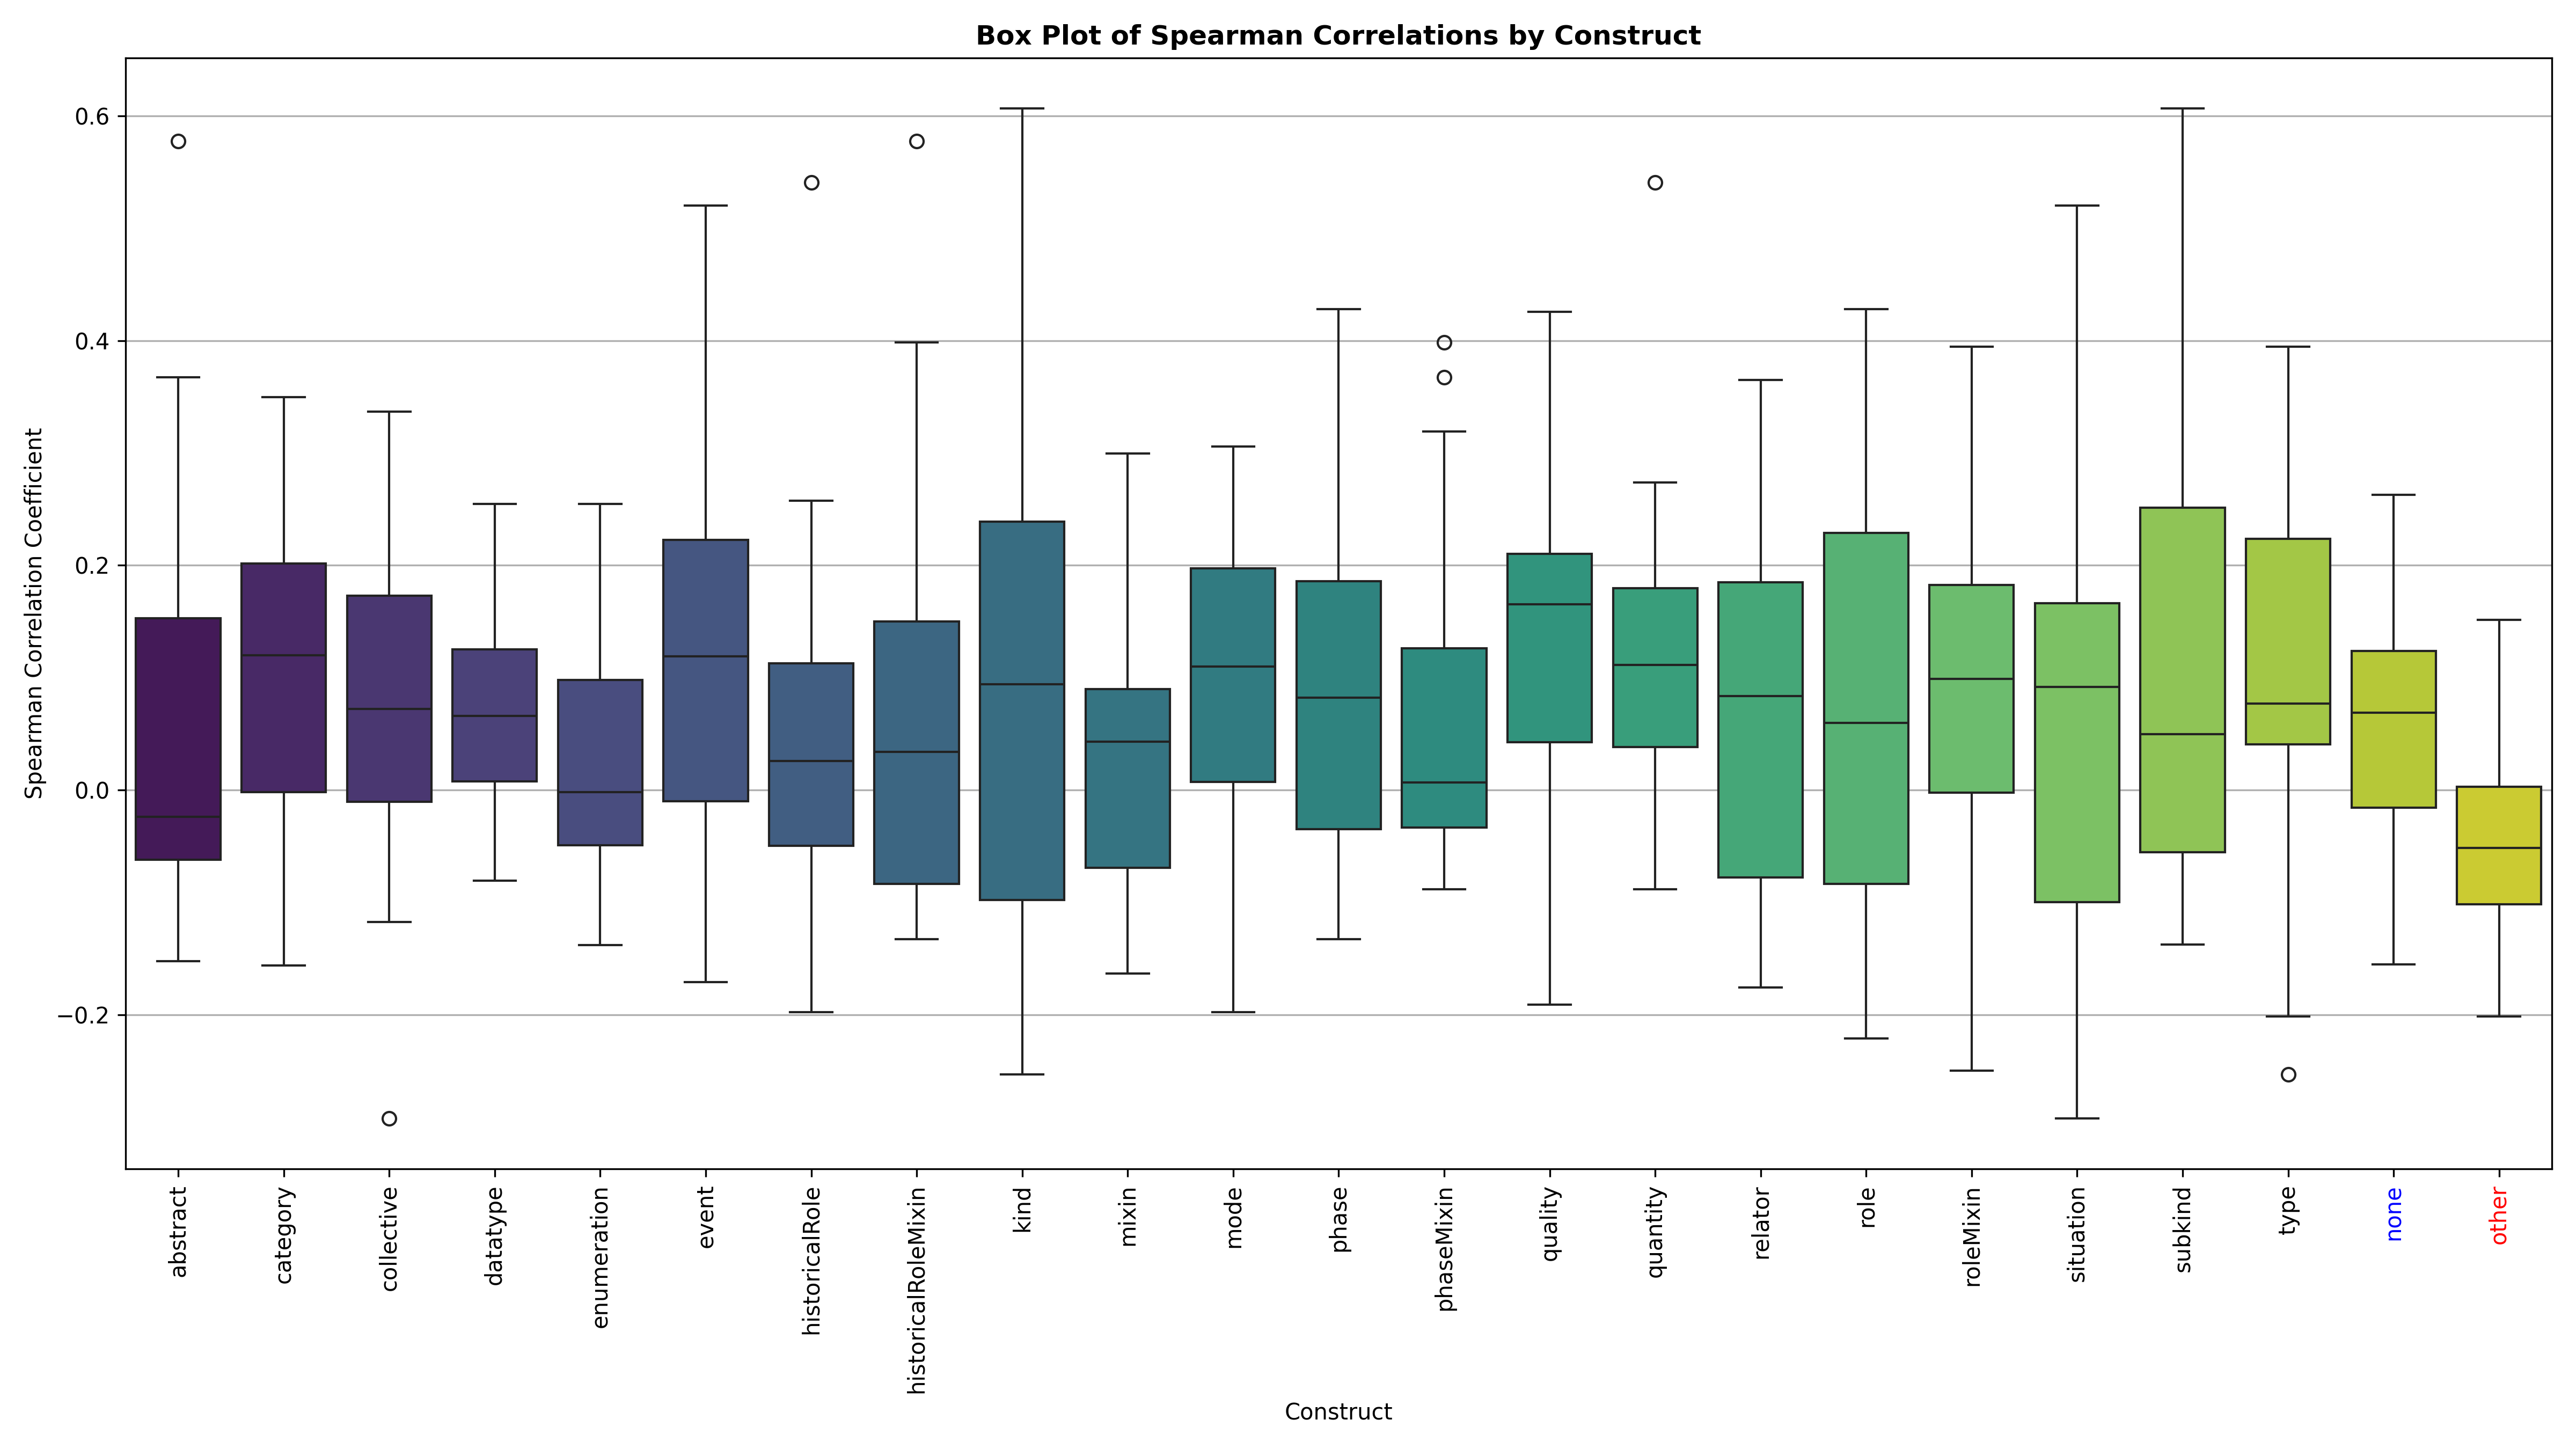 Box Plot of Spearman Correlations by Construct
Spearman Correlation Coefficient
0.6
0.4
0.2
0.0
−0.2
abstract
category
collective
datatype
enumeration
event
historicalRole
historicalRoleMixin
kind
mixin
mode
phase
phaseMixin
quality
quantity
relator
role
roleMixin
situation
subkind
type
none
other
Construct